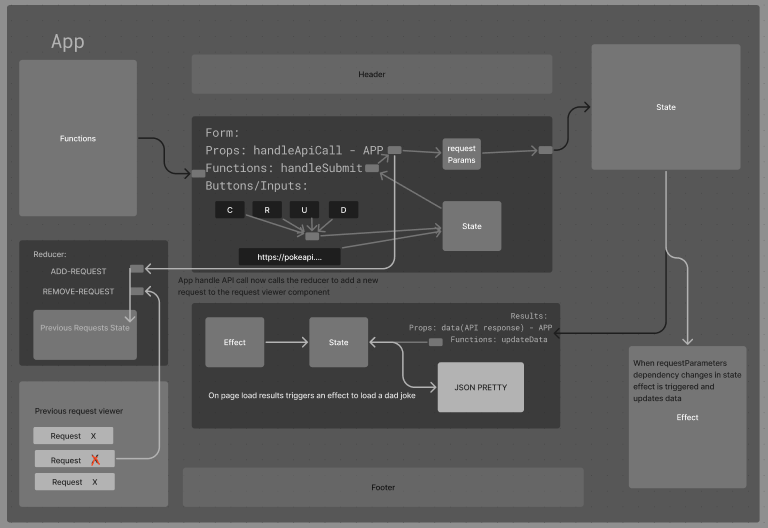 App
Header
Functions
State
Form:
Props: handleApiCall - APP
Functions: handleSubmit
Buttons/Inputs:
request
Params
C
R
U
D
State
https://pokeapi....
Reducer:
ADD-REQUEST
REMOVE-REQUEST
Previous Requests State
App handle API call now calls the reducer to add a new
request to the request viewer component
Results:
Props: data(API response) - APP
Functions: updateData
Effect
State
JSON PRETTY
On page load results triggers an effect to load a dad joke
When requestParameters
dependency changes in state
effect is triggered and
updates data
Effect
Previous request viewer
Request X
Request X
Request X
Footer